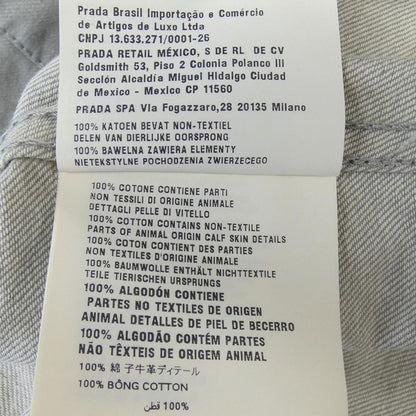 Prada Brasil Importação e Comércio
de Artigos de Luxo Ltda
CNPJ 13.633.271/0001-26
PRADA RETAIL MÉXICO, S DE RL DE CV
Goldsmith 53, Piso 2 Colonia Polanco III
Sección Alcaldía Miguel Hidalgo Ciudad
de Mexico - Mexico CP 11560
PRADA SPA Via Fogazzaro,28 20135 Milano
100% KATOEN BEVAT NON-TEXTIEL
DELEN VAN DIERLIJKE OORSPRONG
100% BAWELNA ZAWIERA ELEMENTY
NIETEKSTYLNE POCHODZENIA ZWIERZECEGO
100% COTONE CONTIENE PARTI
NON TESSILI DI ORIGINE ANIMALE
DETTAGLI PELLE DI VITELLO
100% COTTON CONTAINS NON-TEXTILE
PARTS OF ANIMAL ORIGIN CALF SKIN DETAILS
100% COTON CONTIENT DES PARTIES
NON TEXTILES D'ORIGINE ANIMALE
100% BAUMWOLLE ENTHÄLT NICHTTEXTILE
TEILE TIERISCHEN URSPRUNGS
100% ALGODÓN CONTIENE
PARTES NO TEXTILES DE ORIGEN
ANIMAL DETALLES DE PIEL DE BECERRO
100% ALGODÃO CONTÉM PARTES
NÃO TÊXTEIS DE ORIGEM ANIMAL
100% 綿 子牛革ディテール
100% BÔNG COTTON
100% قطن